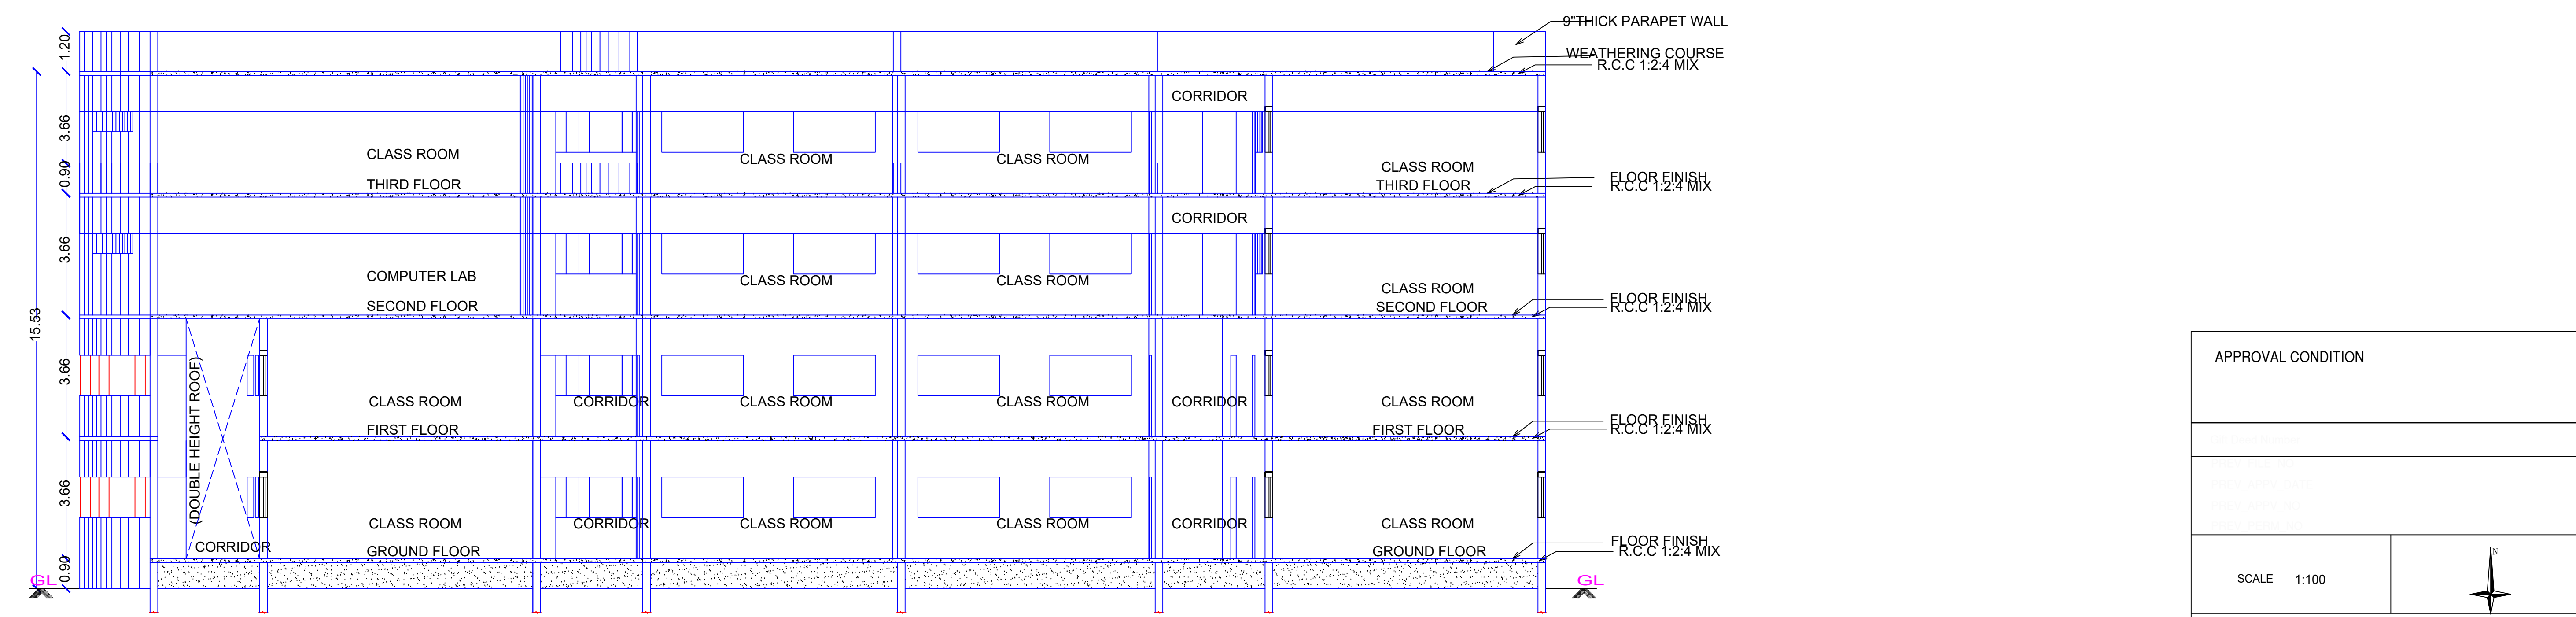 9"THICK PARAPET WALL
1.20
WEATHERING COURSE
R.C.C 1:2:4 MIX
CORRIDOR
3.66
CLASS ROOM
CLASS ROOM
CLASS ROOM
CLASS ROOM
0.90
THIRD FLOOR
THIRD FLOOR
FLOOR FINISH
R.C.C 1:2:4 MIX
CORRIDOR
3.66
COMPUTER LAB
CLASS ROOM
CLASS ROOM
CLASS ROOM
SECOND FLOOR
SECOND FLOOR
FLOOR FINISH
R.C.C 1:2:4 MIX
15.53
3.66
(DOUBLE HEIGHT ROOF)
CLASS ROOM
CORRIDOR
CLASS ROOM
CLASS ROOM
CORRIDOR
CLASS ROOM
FIRST FLOOR
FIRST FLOOR
FLOOR FINISH
R.C.C 1:2:4 MIX
3.66
CLASS ROOM
CORRIDOR
CLASS ROOM
CLASS ROOM
CORRIDOR
CLASS ROOM
CORRIDOR
GROUND FLOOR
GROUND FLOOR
FLOOR FINISH
R.C.C 1:2:4 MIX
0.90
GL
GL
APPROVAL CONDITION
SCALE 1:100
N